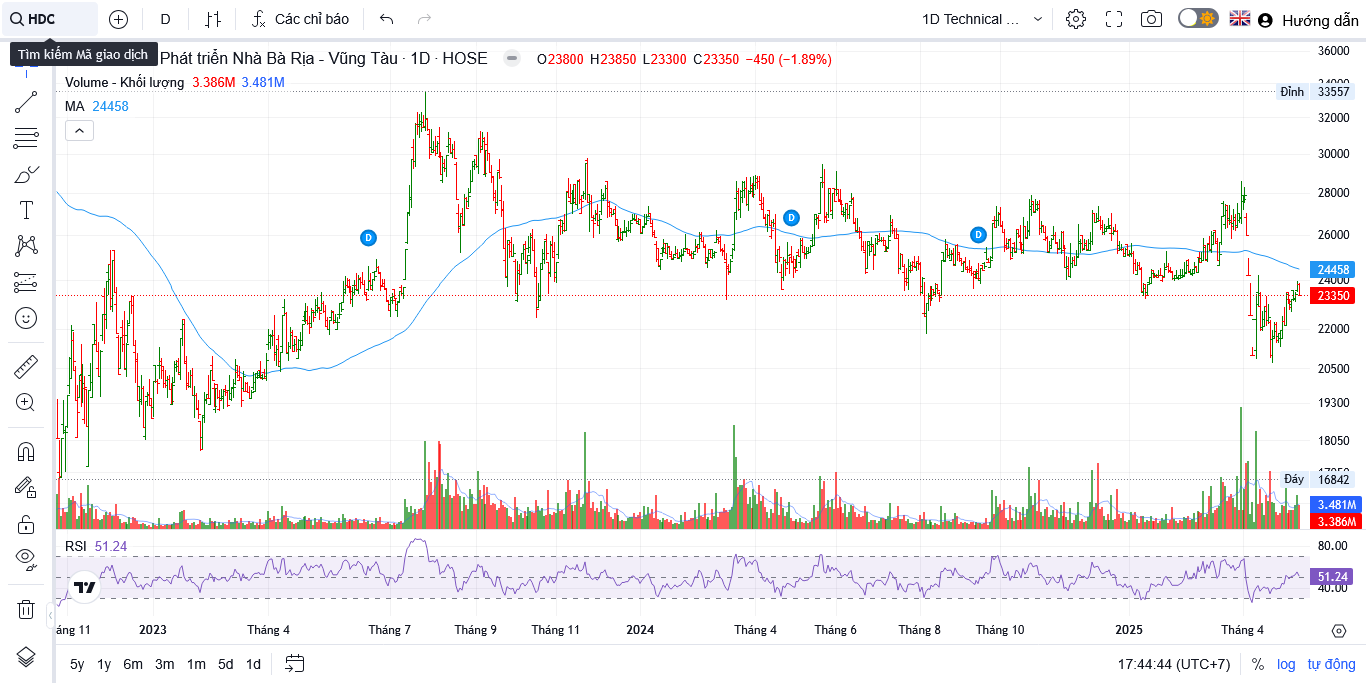 HDC
D
Các chỉ báo
1D Technical ...
Hướng dẫn
Tìm kiếm Mã giao dịch
Phát triển Nhà Bà Rịa - Vũng Tàu · 1D · HOSE
O23800 H23850 L23300 C23350 −450 (−1.89%)
Volume - Khối lượng 3.386M 3.481M
MA 24458
36000
34000
Đỉnh 33557
32000
30000
28000
26000
24458
24000
23350
22000
20500
19300
18050
Đáy 16842
3.481M
3.386M
D
D
D
RSI 51.24
80.00
51.24
40.00
áng 11 2023 Tháng 4 Tháng 7 Tháng 9 Tháng 11 2024 Tháng 4 Tháng 6 Tháng 8 Tháng 10 2025 Tháng 4
5y 1y 6m 3m 1m 5d 1d
17:44:44 (UTC+7) % log tự động